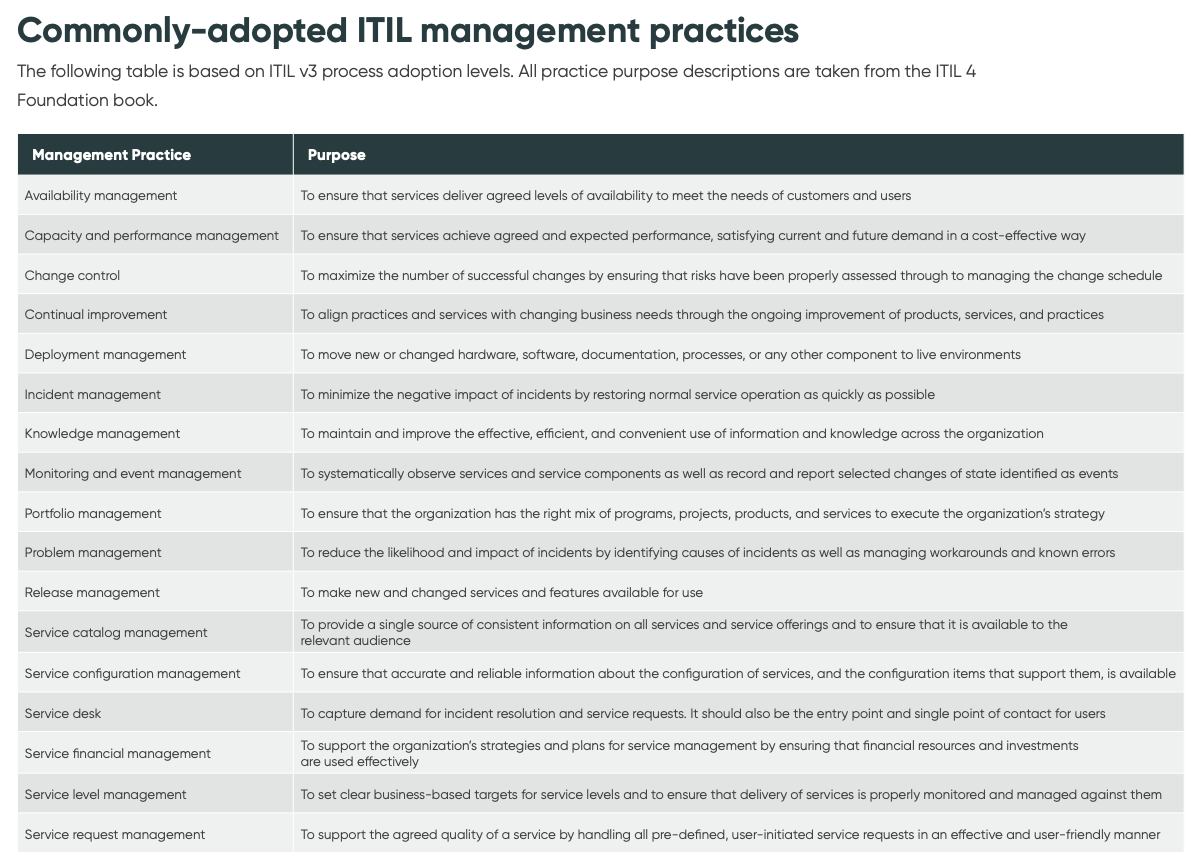 Commonly-adopted ITIL management practices
The following table is based on ITIL v3 process adoption levels. All practice purpose descriptions are taken from the ITIL 4
Foundation book.
Management Practice Purpose
Availability management To ensure that services deliver agreed levels of availability to meet the needs of customers and users
Capacity and performance management To ensure that services achieve agreed and expected performance, satisfying current and future demand in a cost-effective way
Change control To maximize the number of successful changes by ensuring that risks have been properly assessed through to managing the change schedule
Continual improvement To align practices and services with changing business needs through the ongoing improvement of products, services, and practices
Deployment management To move new or changed hardware, software, documentation, processes, or any other component to live environments
Incident management To minimize the negative impact of incidents by restoring normal service operation as quickly as possible
Knowledge management To maintain and improve the effective, efficient, and convenient use of information and knowledge across the organization
Monitoring and event management To systematically observe services and service components as well as record and report selected changes of state identified as events
Portfolio management To ensure that the organization has the right mix of programs, projects, products, and services to execute the organization's strategy
Problem management To reduce the likelihood and impact of incidents by identifying causes of incidents as well as managing workarounds and known errors
Release management To make new and changed services and features available for use
Service catalog management To provide a single source of consistent information on all services and service offerings and to ensure that it is available to the
relevant audience
Service configuration management To ensure that accurate and reliable information about the configuration of services, and the configuration items that support them, is available
Service desk To capture demand for incident resolution and service requests. It should also be the entry point and single point of contact for users
Service financial management To support the organization's strategies and plans for service management by ensuring that financial resources and investments
are used effectively
Service level management To set clear business-based targets for service levels and to ensure that delivery of services is properly monitored and managed against them
Service request management To support the agreed quality of a service by handling all pre-defined, user-initiated service requests in an effective and user-friendly manner